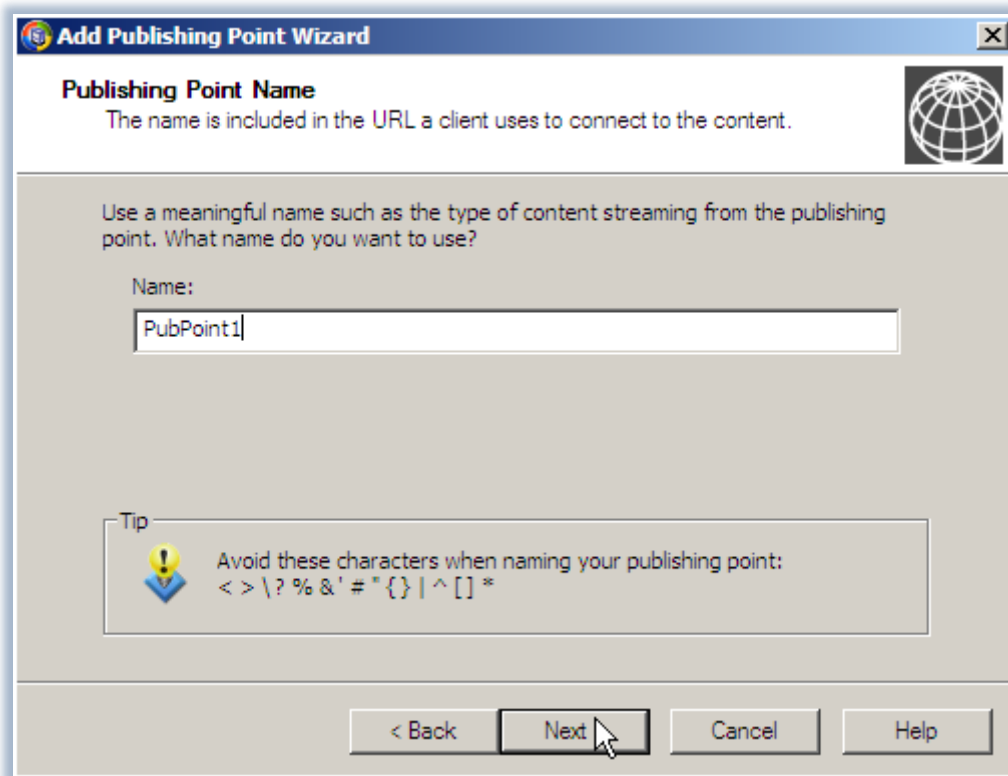 Add Publishing Point Wizard
Publishing Point Name
The name is included in the URL a client uses to connect to the content.
Use a meaningful name such as the type of content streaming from the publishing
point. What name do you want to use?
Name:
PubPoint1
Tip
Avoid these characters when naming your publishing point:
< > \ ? % & ' # " { } | ^ [ ] *
< Back Next Cancel Help